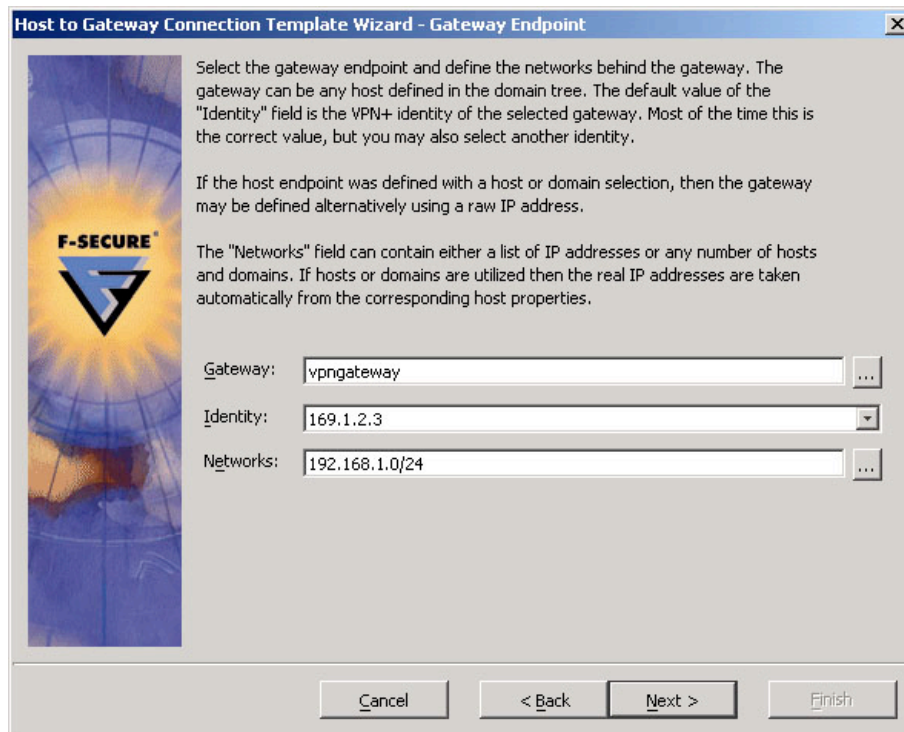 Host to Gateway Connection Template Wizard - Gateway Endpoint
Select the gateway endpoint and define the networks behind the gateway. The
gateway can be any host defined in the domain tree. The default value of the
"Identity" field is the VPN+ identity of the selected gateway. Most of the time this is
the correct value, but you may also select another identity.
If the host endpoint was defined with a host or domain selection, then the gateway
may be defined alternatively using a raw IP address.
The "Networks" field can contain either a list of IP addresses or any number of hosts
and domains. If hosts or domains are utilized then the real IP addresses are taken
automatically from the corresponding host properties.
F-SECURE®
Gateway: vpngateway ...
Identity: 169.1.2.3
Networks: 192.168.1.0/24 ...
Cancel < Back Next > Finish